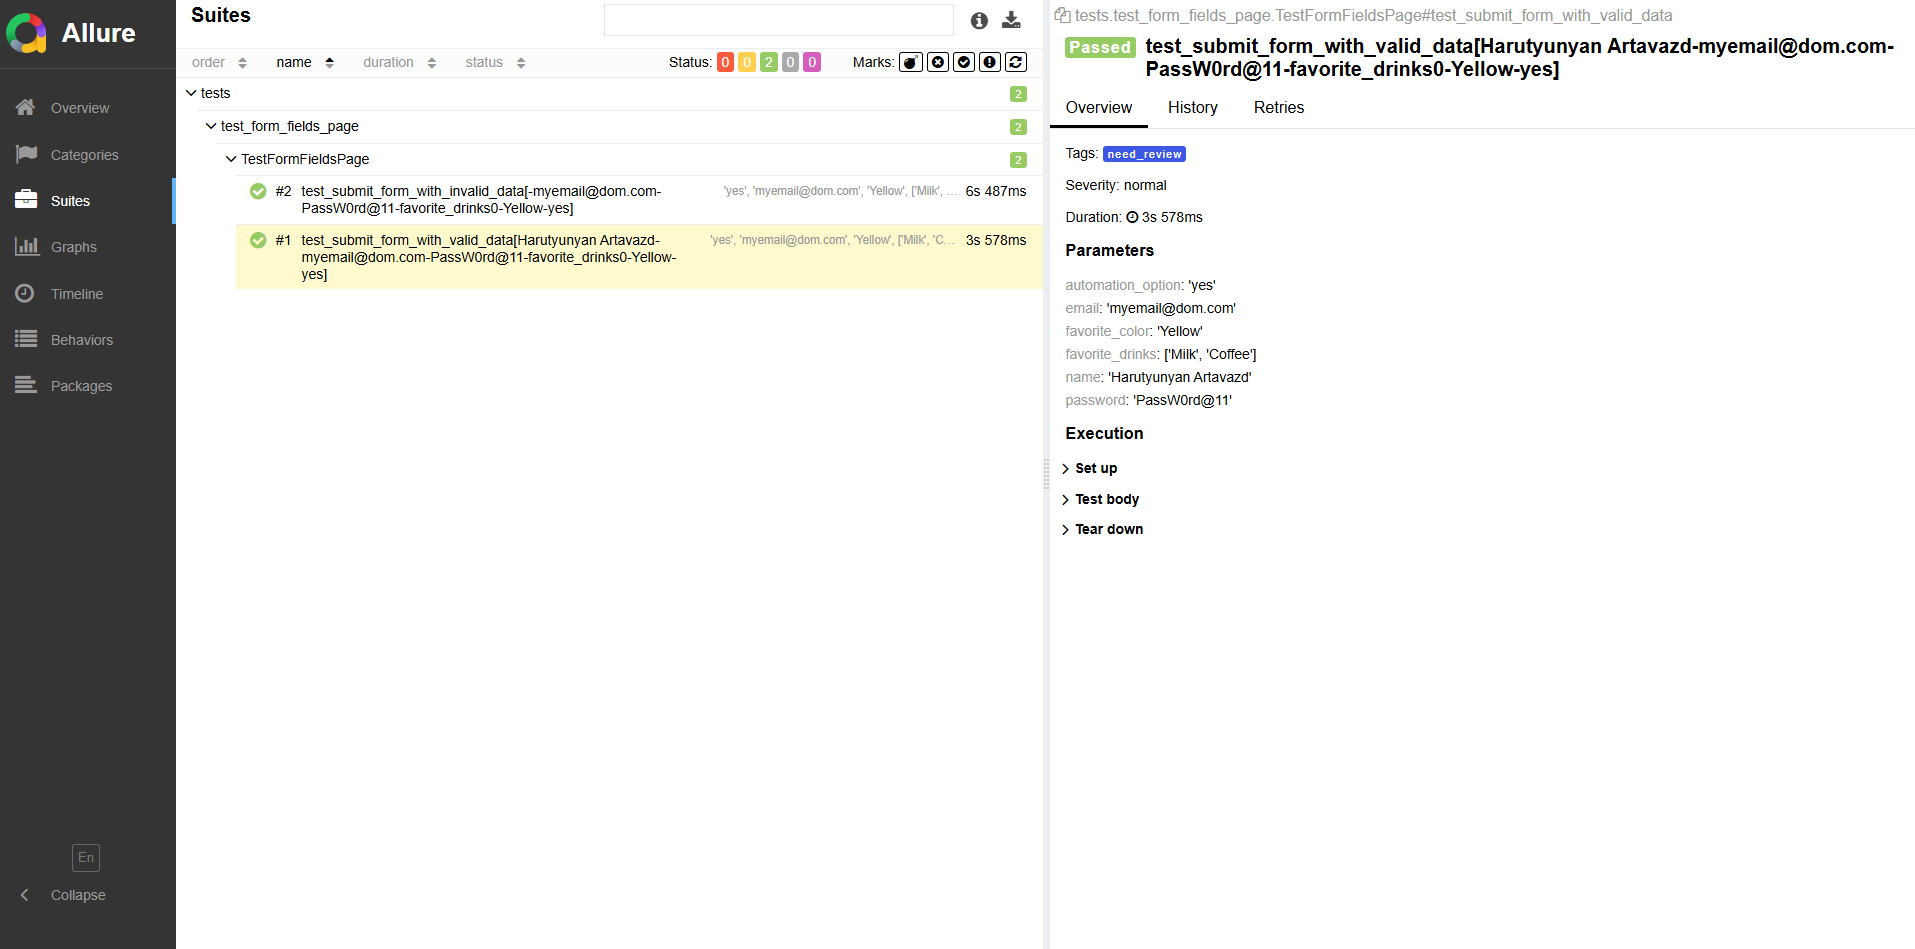 Allure
Overview
Categories
Suites
Graphs
Timeline
Behaviors
Packages
En
Collapse
Suites
order name duration status Status: 0 0 2 0 0 Marks:
tests 2
test_form_fields_page 2
TestFormFieldsPage 2
#2 test_submit_form_with_invalid_data[-myemail@dom.com- 'yes', 'myemail@dom.com', 'Yellow', ['Milk', ... 6s 487ms
PassW0rd@11-favorite_drinks0-Yellow-yes]
#1 test_submit_form_with_valid_data[Harutyunyan Artavazd- 'yes', 'myemail@dom.com', 'Yellow', ['Milk', 'C... 3s 578ms
myemail@dom.com-PassW0rd@11-favorite_drinks0-Yellow-
yes]
tests.test_form_fields_page.TestFormFieldsPage#test_submit_form_with_valid_data
Passed test_submit_form_with_valid_data[Harutyunyan Artavazd-myemail@dom.com-
PassW0rd@11-favorite_drinks0-Yellow-yes]
Overview History Retries
Tags: need_review
Severity: normal
Duration: 3s 578ms
Parameters
automation_option: 'yes'
email: 'myemail@dom.com'
favorite_color: 'Yellow'
favorite_drinks: ['Milk', 'Coffee']
name: 'Harutyunyan Artavazd'
password: 'PassW0rd@11'
Execution
Set up
Test body
Tear down